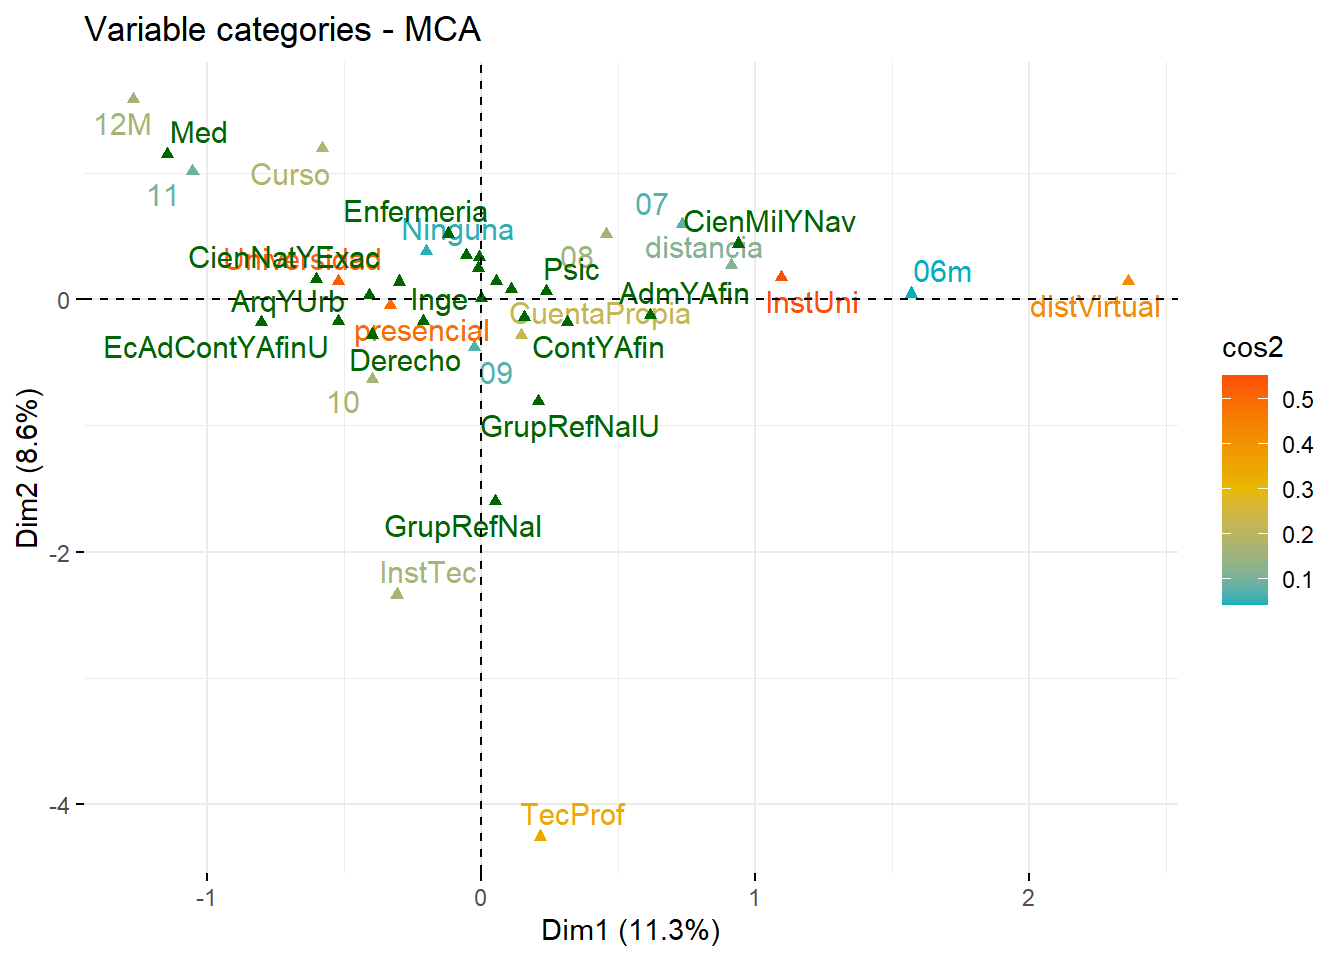 Variable categories - MCA
12M
Med
11
Curso
Enfermeria
Ninguna
07
CienMilYNav
distancia
08
CienNatYExac
Universidad
Psic
06m
ArqYUrb
Inge
AdmYAfin
InstUni
distVirtual
CuentaPropia
presencial
EcAdContYAfinU
Derecho
ContYAfin
09
10
GrupRefNalU
GrupRefNal
InstTec
TecProf
0
-2
-4
Dim2 (8.6%)
-1
0
1
2
Dim1 (11.3%)
cos2
0.5
0.4
0.3
0.2
0.1